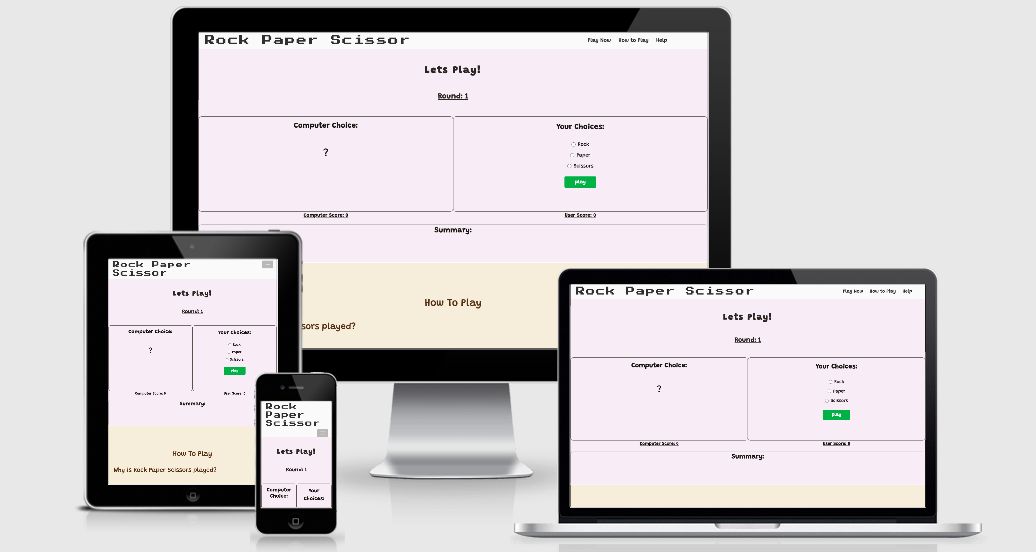 Rock Paper Scissor
Play Now How to Play Help
Lets Play!
Round: 1
Computer Choice:
?
Your Choices:
Rock
Paper
Scissors
play
Computer Score: 0
User Score: 0
Summary:
How To Play
ssors played?
Rock Paper
Scissor
Lets Play!
Round: 1
Computer Choice:
?
Your Choices:
Rock
Paper
Scissors
play
Computer Score: 0
User Score:
Summary:
How To Play
Why is Rock Paper Scissors played?
Rock
Paper
Scissor
Lets Play!
Round: 1
Computer
Choice:
Your
Choices:
Rock Paper Scissor
Play Now How to Play Help
Lets Play!
Round: 1
Computer Choice:
?
Your Choices:
Rock
Paper
Scissors
play
Computer Score: 0
User Score: 0
Summary: